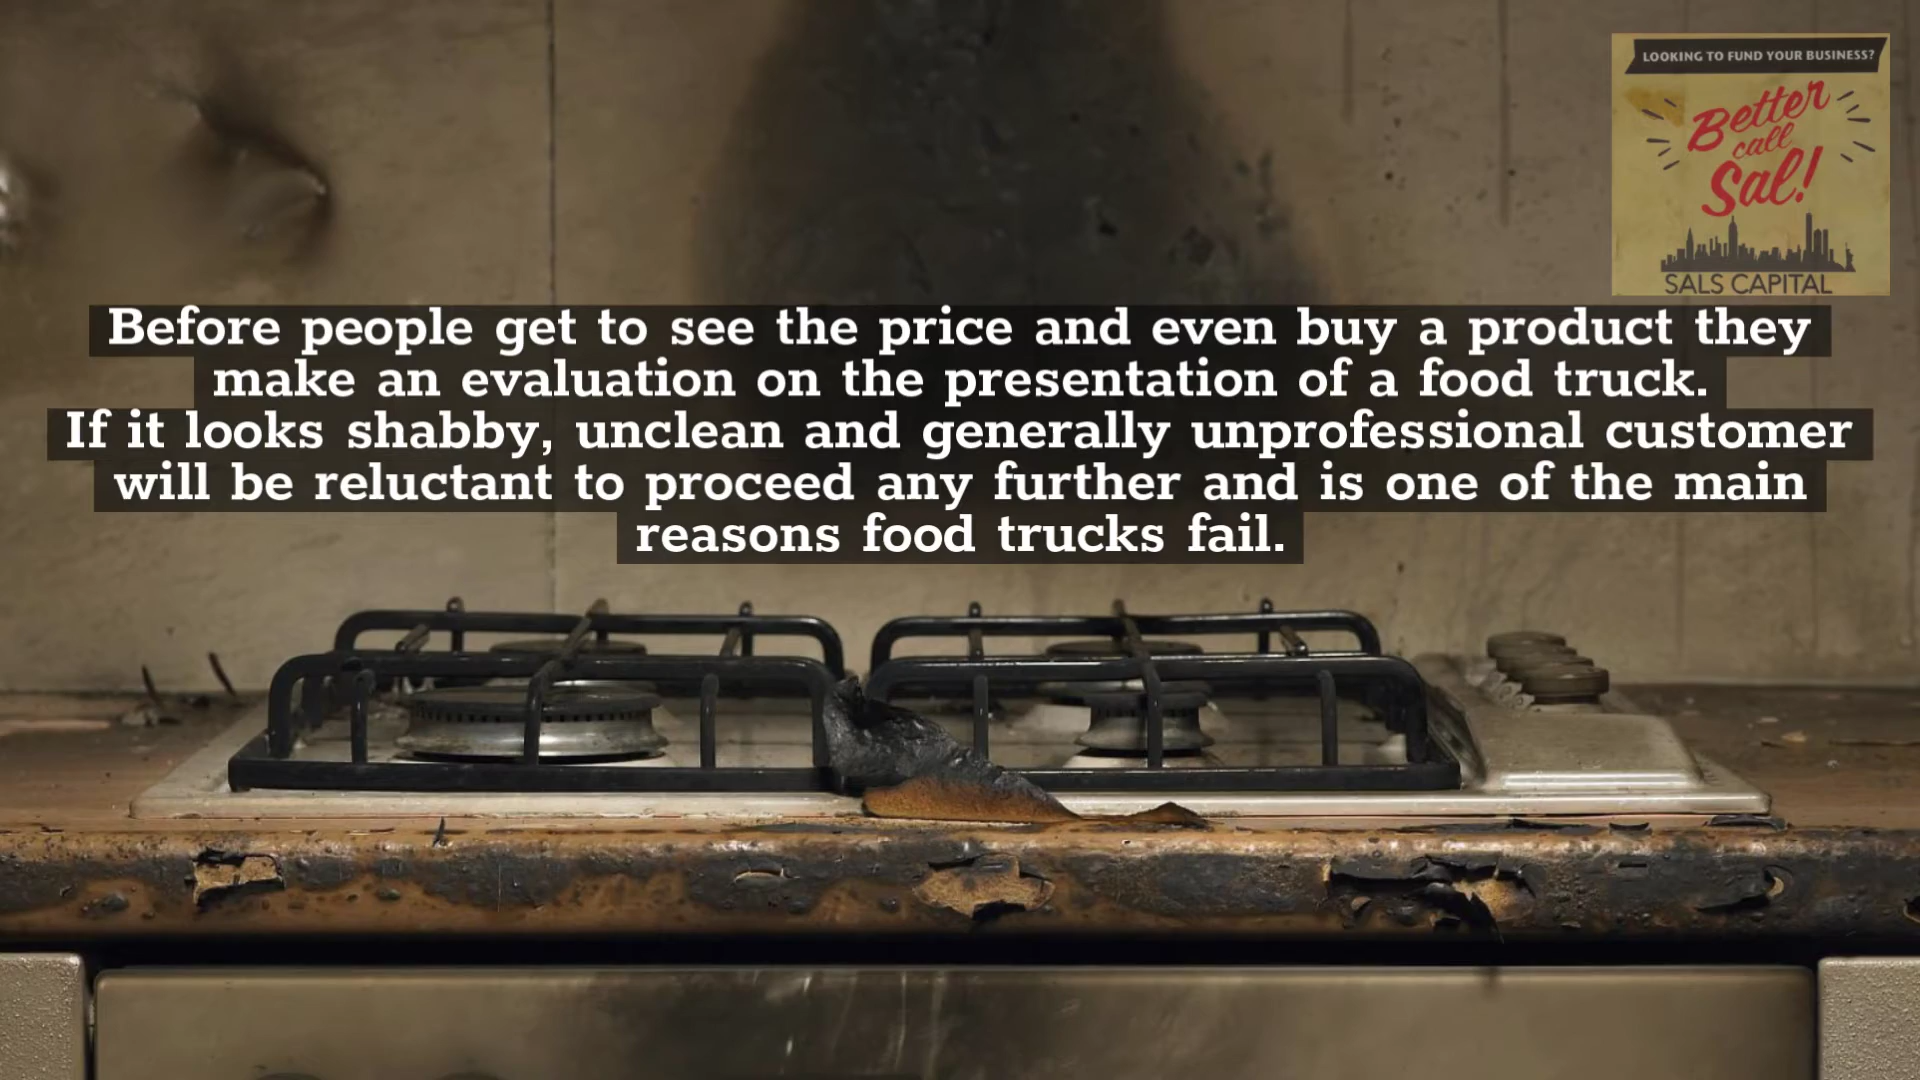 LOOKING TO FUND YOUR BUSINESS?
Better
call
Sal!
SALS CAPITAL
Before people get to see the price and even buy a product they
make an evaluation on the presentation of a food truck.
If it looks shabby, unclean and generally unprofessional customer
will be reluctant to proceed any further and is one of the main
reasons food trucks fail.